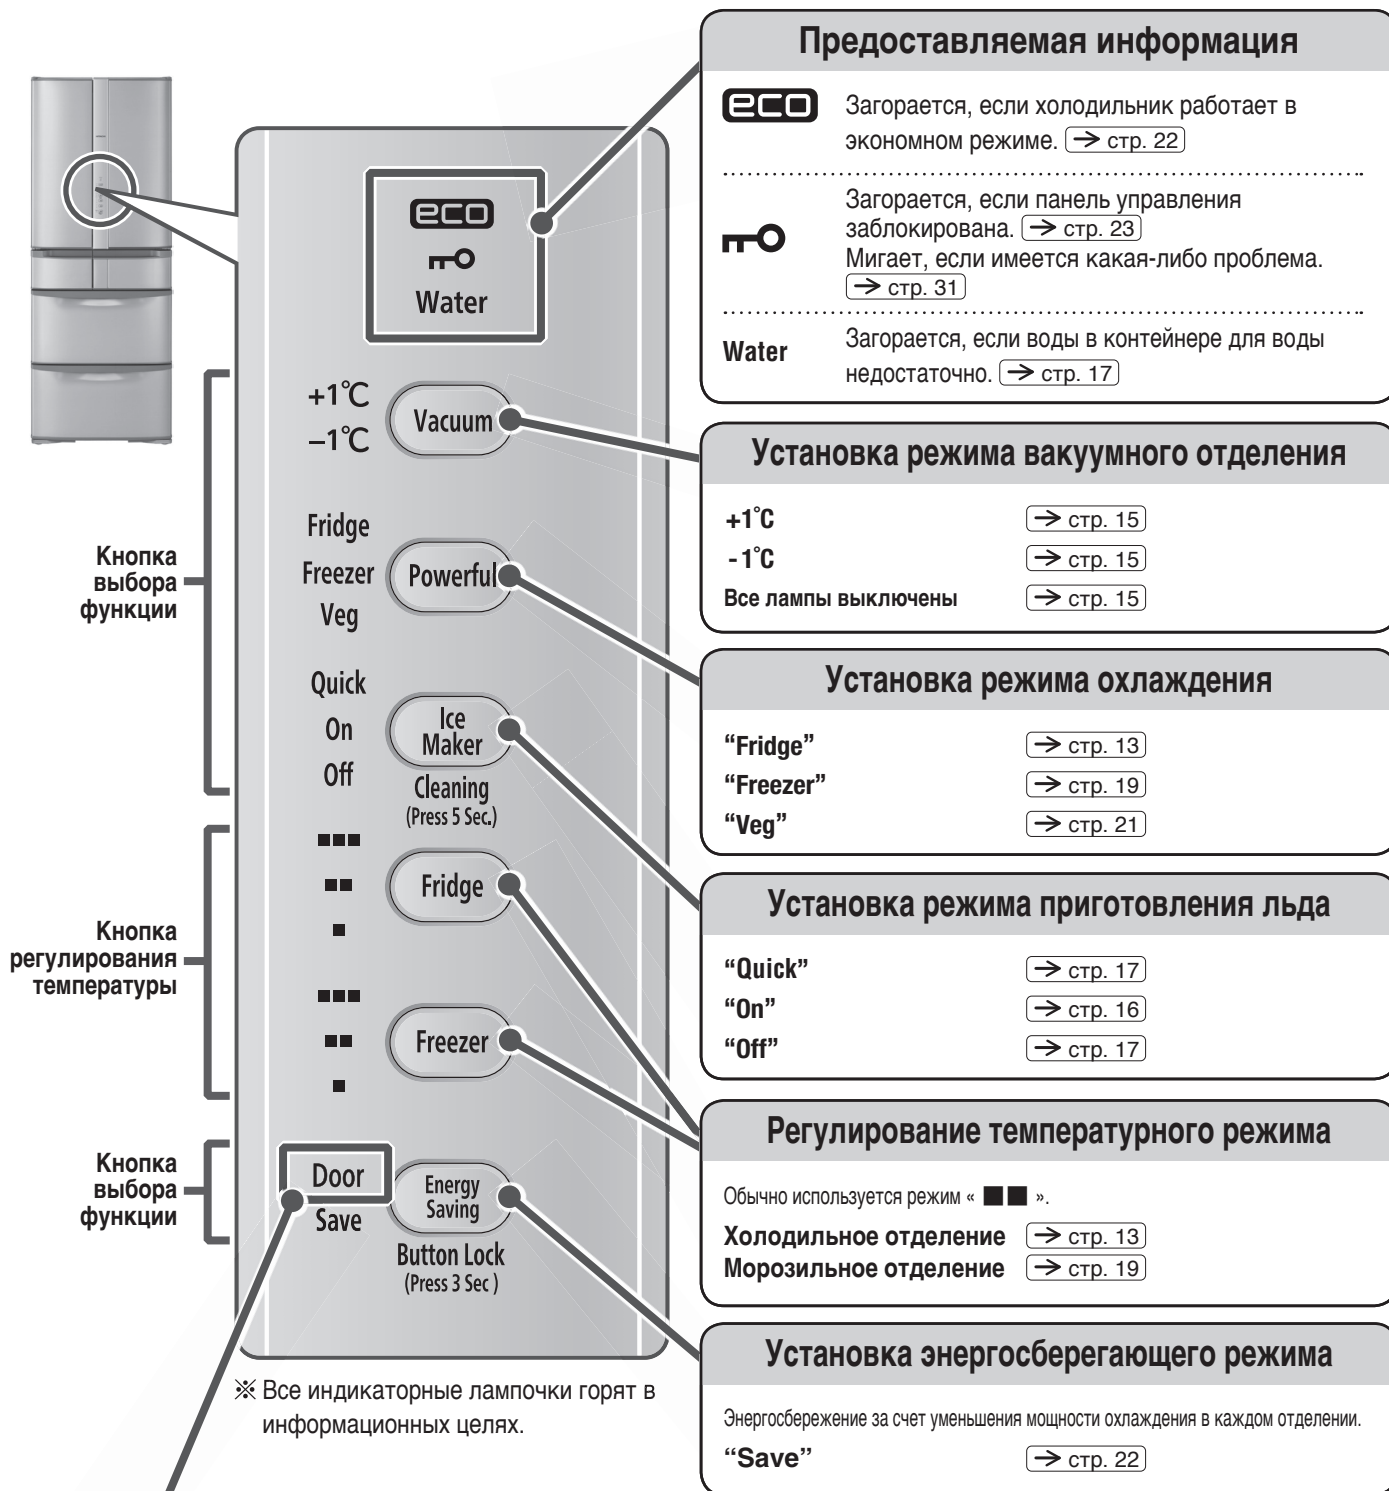 Предоставляемая информация
eco Загорается, если холодильник работает в
экономном режиме. → стр. 22
Загорается, если панель управления
заблокирована. → стр. 23
Мигает, если имеется какая-либо проблема.
→ стр. 31
Water Загорается, если воды в контейнере для воды
недостаточно. → стр. 17
eco
Water
+1℃
−1℃
Vacuum
Fridge
Freezer
Veg
Powerful
Quick
On
Off
Ice
Maker
Cleaning
(Press 5 Sec.)
■■■
■■
■
Fridge
■■■
■■
■
Freezer
Door
Save
Energy
Saving
Button Lock
(Press 3 Sec )
Кнопка
выбора
функции
Кнопка
регулирования
температуры
Кнопка
выбора
функции
※ Все индикаторные лампочки горят в
информационных целях.
Установка режима вакуумного отделения
+1℃ → стр. 15
-1℃ → стр. 15
Все лампы выключены → стр. 15
Установка режима охлаждения
“Fridge” → стр. 13
“Freezer” → стр. 19
“Veg” → стр. 21
Установка режима приготовления льда
“Quick” → стр. 17
“On” → стр. 16
“Off” → стр. 17
Регулирование температурного режима
Обычно используется режим « ■■ ».
Холодильное отделение → стр. 13
Морозильное отделение → стр. 19
Установка энергосберегающего режима
Энергосбережение за счет уменьшения мощности охлаждения в каждом отделении.
“Save” → стр. 22